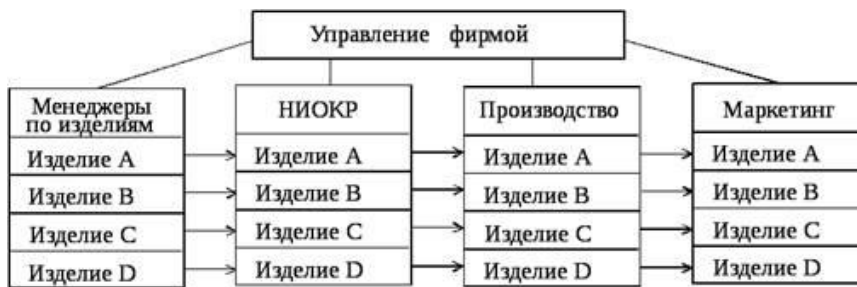 Управление фирмой
Менеджеры
по изделиям
НИОКР
Производство
Маркетинг
Изделие A
Изделие A
Изделие A
Изделие A
Изделие B
Изделие B
Изделие B
Изделие B
Изделие C
Изделие C
Изделие C
Изделие C
Изделие D
Изделие D
Изделие D
Изделие D